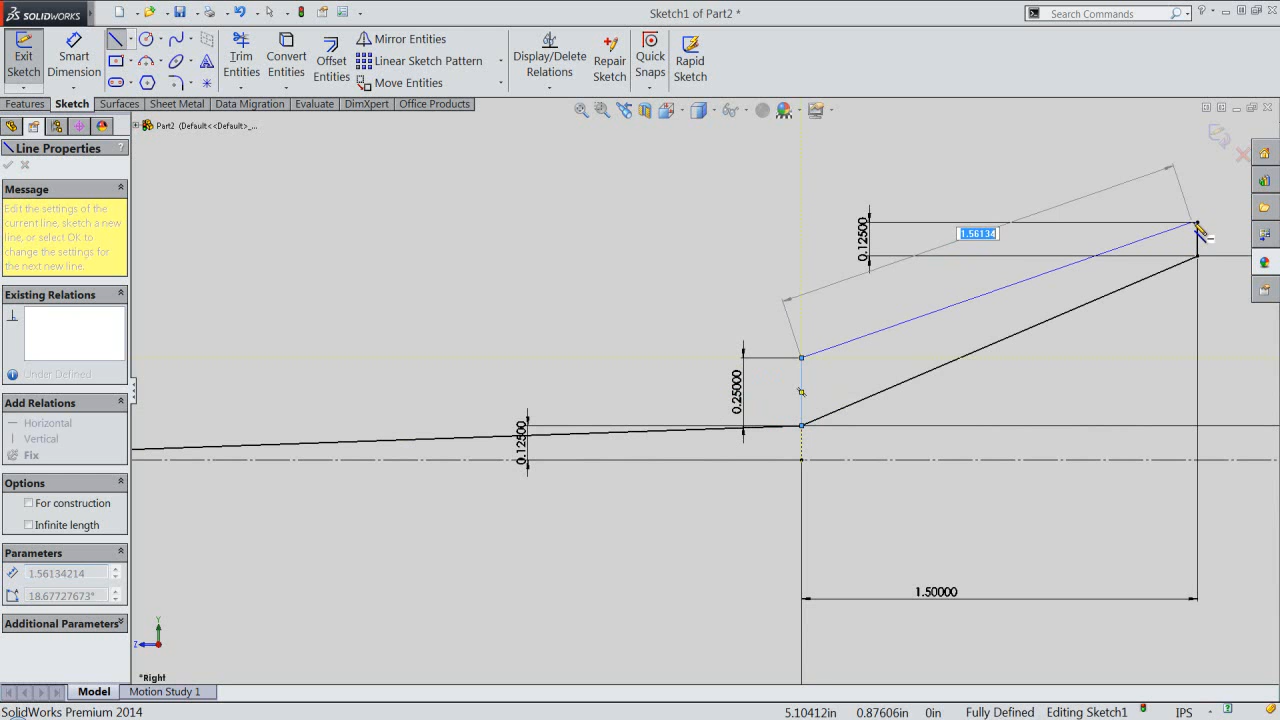 SOLIDWORKS
Sketch1 of Part2 *
Search Commands
Exit Sketch
Smart Dimension
Trim Entities
Convert Entities
Offset Entities
Mirror Entities
Linear Sketch Pattern
Move Entities
Display/Delete Relations
Repair Sketch
Quick Snaps
Rapid Sketch
Features
Sketch
Surfaces
Sheet Metal
Data Migration
Evaluate
DimXpert
Office Products
Part2 (Default<<Default>_...
Line Properties
?
Message
Edit the settings of the
current line, sketch a new
line, or select OK to
change the settings for
the next new line.
Existing Relations
Under Defined
Add Relations
Horizontal
Vertical
Fix
Options
For construction
Infinite length
Parameters
1.56134214
18.67727673°
Additional Parameters
0.12500
1.56134
0.25000
0.12500
1.50000
Y
Z
*Right
Model
Motion Study 1
SolidWorks Premium 2014
5.10412in
0.87606in
0in
Fully Defined
Editing Sketch1
IPS